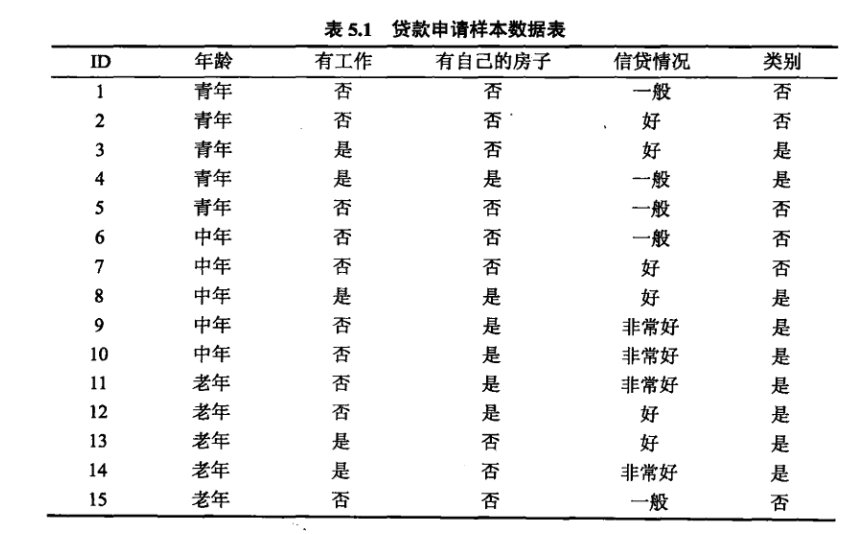 表 5.1 贷款申请样本数据表
ID 年龄 有工作 有自己的房子 信贷情况 类别
1 青年 否 否 一般 否
2 青年 否 否 好 否
3 青年 是 否 好 是
4 青年 是 是 一般 是
5 青年 否 否 一般 否
6 中年 否 否 一般 否
7 中年 否 否 好 否
8 中年 是 是 好 是
9 中年 否 是 非常好 是
10 中年 否 是 非常好 是
11 老年 否 是 非常好 是
12 老年 否 是 好 是
13 老年 是 否 好 是
14 老年 是 否 非常好 是
15 老年 否 否 一般 否